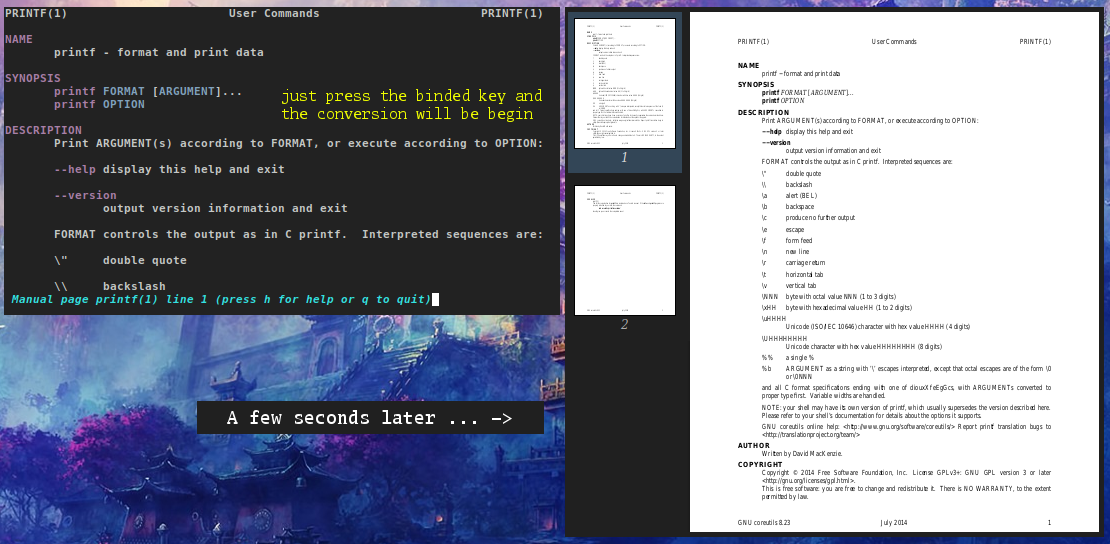 PRINTF(1) User Commands PRINTF(1)
NAME
printf - format and print data
SYNOPSIS
printf FORMAT [ARGUMENT]...
printf OPTION
just press the binded key and
the conversion will be begin
DESCRIPTION
Print ARGUMENT(s) according to FORMAT, or execute according to OPTION:
--help display this help and exit
--version
output version information and exit
FORMAT controls the output as in C printf.  Interpreted sequences are:
\" double quote
\\ backslash
Manual page printf(1) line 1 (press h for help or q to quit)
A few seconds later ... ->
1
2
PRINTF(1) User Commands PRINTF(1)
NAME
printf − format and print data
SYNOPSIS
printf FORMAT [ARGUMENT]...
printf OPTION
DESCRIPTION
Print ARGUMENT(s) according to FORMAT, or execute according to OPTION:
−−help display this help and exit
−−version
output version information and exit
FORMAT controls the output as in C printf. Interpreted sequences are:
\" double quote
\\ backslash
\a alert (BEL)
\b backspace
\c produce no further output
\e escape
\f form feed
\n new line
\r carriage return
\t horizontal tab
\v vertical tab
\NNN byte with octal value NNN (1 to 3 digits)
\xHH byte with hexadecimal value HH (1 to 2 digits)
\uHHHH
Unicode (ISO/IEC 10646) character with hex value HHHH (4 digits)
\UHHHHHHHH
Unicode character with hex value HHHHHHHH (8 digits)
%% a single %
%b ARGUMENT as a string with '\' escapes interpreted, except that octal escapes are of the form \0
or \0NNN
and all C format specifications ending with one of diouxXfeEgGcs, with ARGUMENTs converted to
proper type first. Variable widths are handled.
NOTE: your shell may have its own version of printf, which usually supersedes the version described here.
Please refer to your shell's documentation for details about the options it supports.
GNU coreutils online help: <http://www.gnu.org/software/coreutils/> Report printf translation bugs to
<http://translationproject.org/team/>
AUTHOR
Written by David MacKenzie.
COPYRIGHT
Copyright © 2014 Free Software Foundation, Inc. License GPLv3+: GNU GPL version 3 or later
<http://gnu.org/licenses/gpl.html>.
This is free software: you are free to change and redistribute it. There is NO WARRANTY, to the extent
permitted by law.
GNU coreutils 8.23 July 2014 1